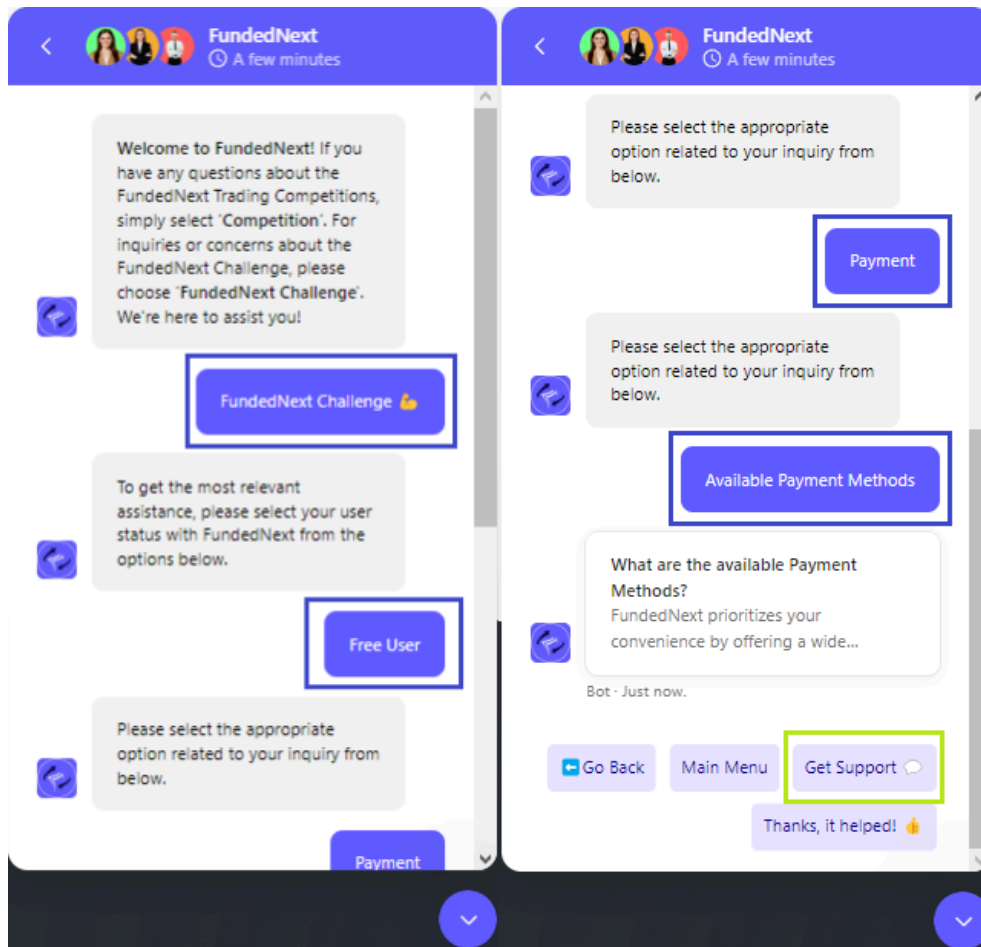 FundedNext
A few minutes
Welcome to FundedNext! If you
have any questions about the
FundedNext Trading Competitions,
simply select 'Competition'. For
inquiries or concerns about the
FundedNext Challenge, please
choose 'FundedNext Challenge'.
We're here to assist you!
FundedNext Challenge 💪
To get the most relevant
assistance, please select your user
status with FundedNext from the
options below.
Free User
Please select the appropriate
option related to your inquiry from
below.
Payment
FundedNext
A few minutes
Please select the appropriate
option related to your inquiry from
below.
Payment
Please select the appropriate
option related to your inquiry from
below.
Available Payment Methods
What are the available Payment
Methods?
FundedNext prioritizes your
convenience by offering a wide...
Bot · Just now.
⬅️ Go Back Main Menu Get Support 💬
Thanks, it helped! 👍